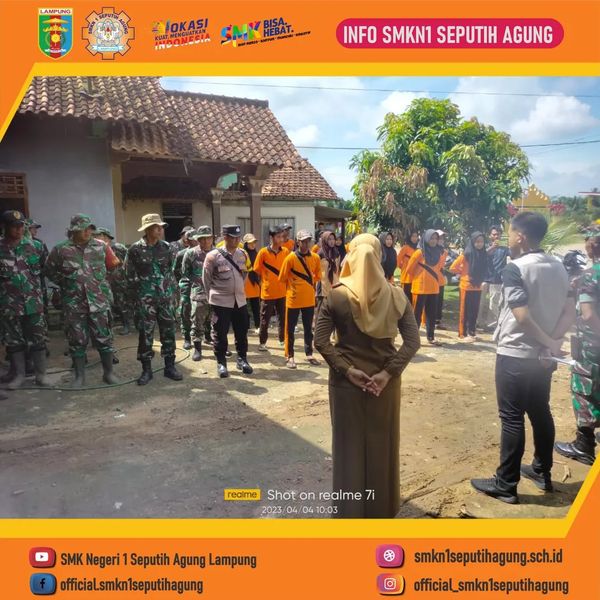 LAMPUNG
VOKASI
KUAT MENGUATKAN
INDONESIA
SMK BISA.
HEBAT.
INFO SMKN1 SEPUTIH AGUNG
realme Shot on realme 7i
2023/04/04 10:03
SMK Negeri 1 Seputih Agung Lampung
smkn1seputihagung.sch.id
official.smkn1seputihagung
official_smkn1seputihagung